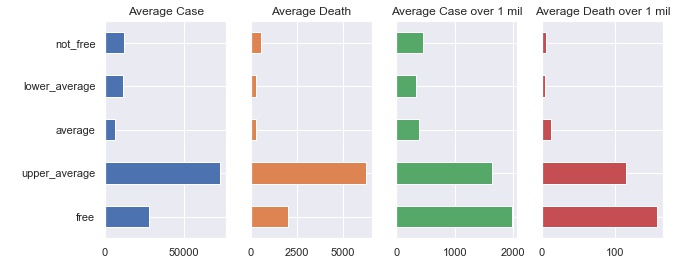 Average Case
Average Death
Average Case over 1 mil
Average Death over 1 mil
not_free
lower_average
average
upper_average
free
0 50000
0 2500 5000
0 1000 2000
0 100